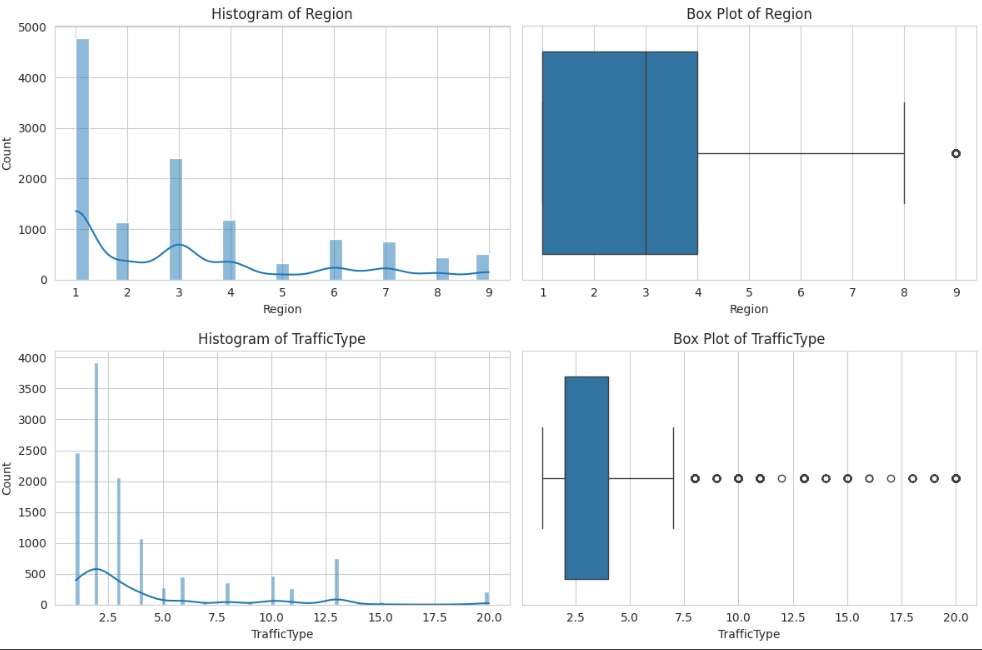 Histogram of Region
5000
4000
3000
2000
1000
0
Count
1 2 3 4 5 6 7 8 9
Region
Box Plot of Region
1 2 3 4 5 6 7 8 9
Region
Histogram of TrafficType
4000
3500
3000
2500
2000
1500
1000
500
0
Count
2.5 5.0 7.5 10.0 12.5 15.0 17.5 20.0
TrafficType
Box Plot of TrafficType
2.5 5.0 7.5 10.0 12.5 15.0 17.5 20.0
TrafficType